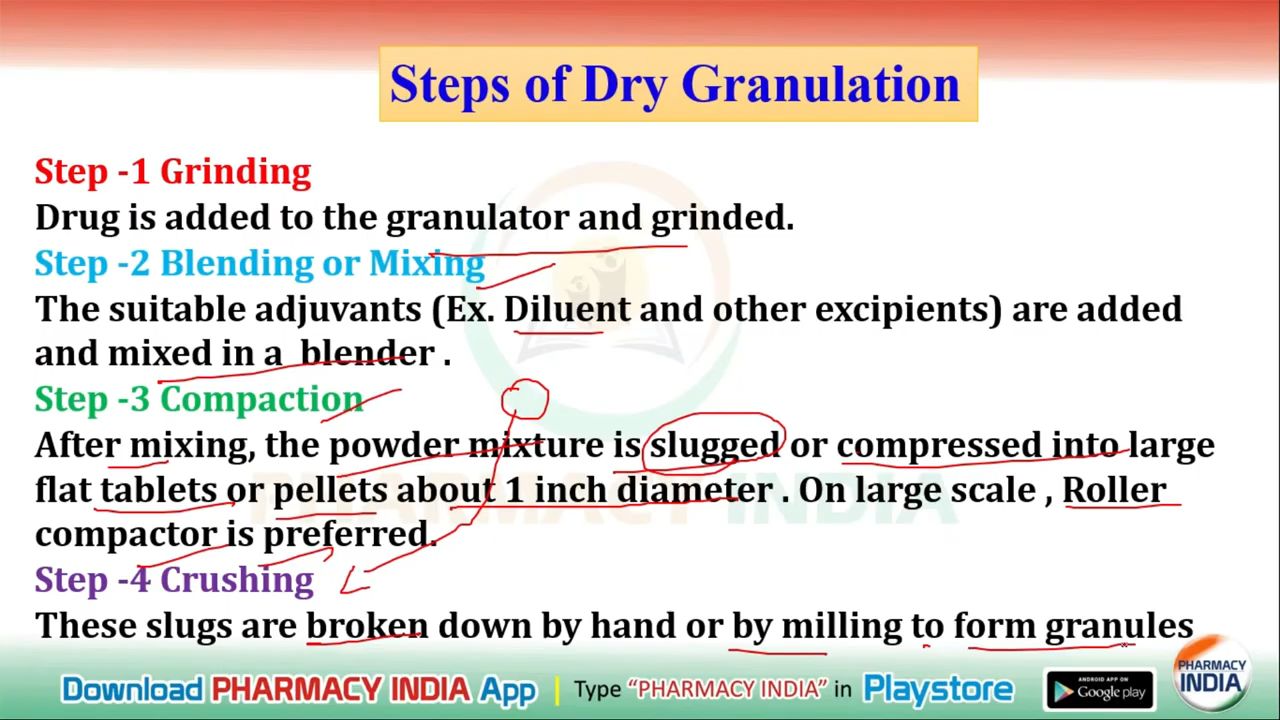 Steps of Dry Granulation
Step -1 Grinding
Drug is added to the granulator and grinded.
Step -2 Blending or Mixing
The suitable adjuvants (Ex. Diluent and other excipients) are added
and mixed in a blender .
Step -3 Compaction
After mixing, the powder mixture is slugged or compressed into large
flat tablets or pellets about 1 inch diameter . On large scale , Roller
compactor is preferred.
Step -4 Crushing
These slugs are broken down by hand or by milling to form granules
PHARMACY INDIA
Download PHARMACY INDIA App | Type “PHARMACY INDIA” in Playstore
ANDROID APP ON
Google play
PHARMACY
INDIA